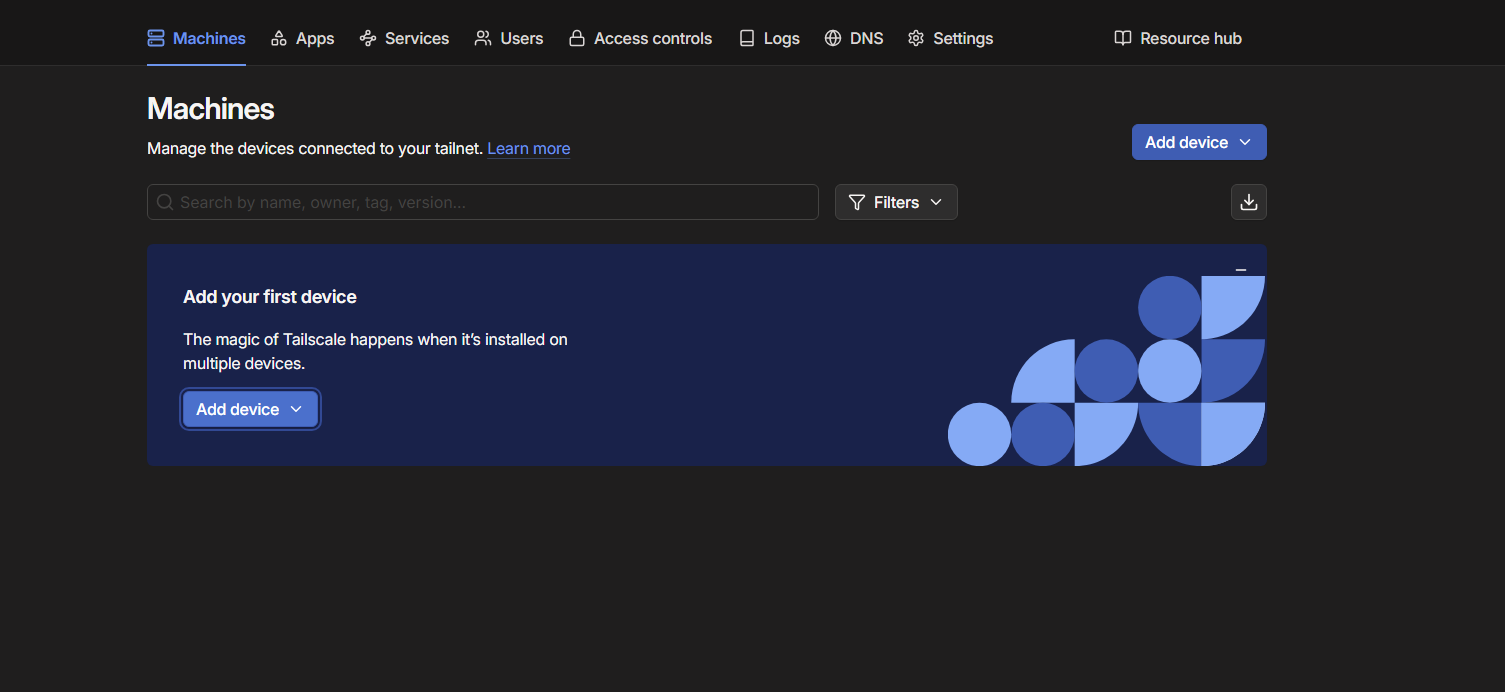 Machines Apps Services Users Access controls Logs DNS Settings Resource hub
Machines
Manage the devices connected to your tailnet. Learn more
Add device
Search by name, owner, tag, version...
Filters
Add your first device
The magic of Tailscale happens when it's installed on
multiple devices.
Add device